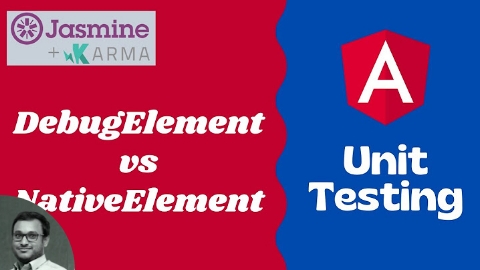 Jasmine
+ KARMA
DebugElement
vs
NativeElement
A
Unit
Testing